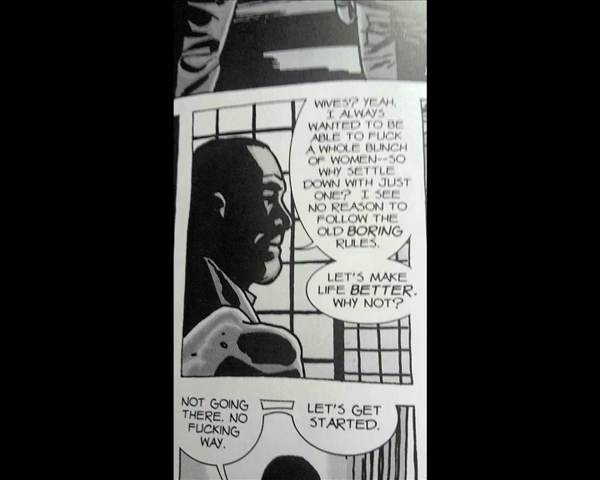 WIVES? YEAH.
I ALWAYS
WANTED TO BE
ABLE TO FUCK
A WHOLE BUNCH
OF WOMEN--SO
WHY SETTLE
DOWN WITH JUST
ONE? I SEE
NO REASON TO
FOLLOW THE
OLD BORING
RULES.
LET'S MAKE
LIFE BETTER.
WHY NOT?
NOT GOING
THERE. NO
FUCKING
WAY.
LET'S GET
STARTED.